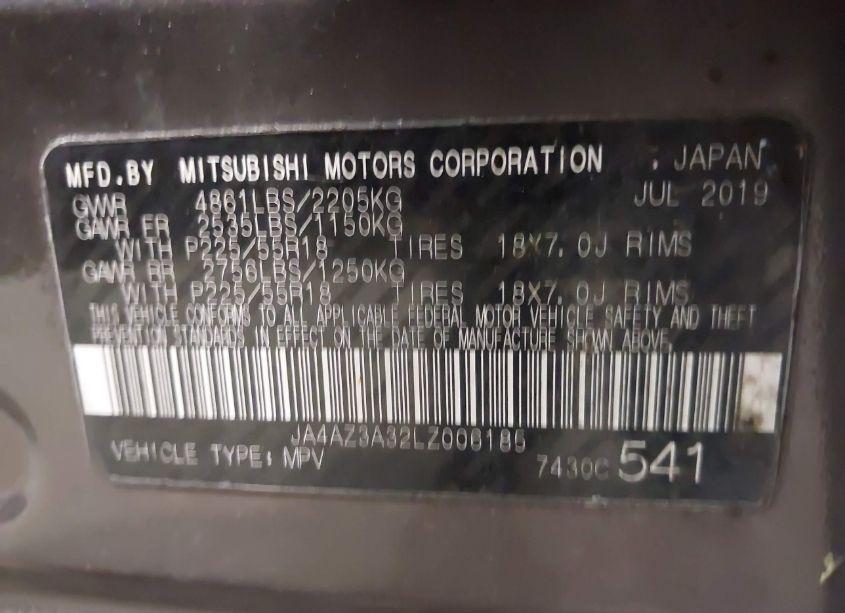 MFD.BY MITSUBISHI MOTORS CORPORATION : JAPAN
GVWR 4861LBS/2205KG JUL 2019
GAWR FR 2535LBS/1150KG
WITH P225/55R18 TIRES 18X7.0J RIMS
GAWR RR 2756LBS/1250KG
WITH P225/55R18 TIRES 18X7.0J RIMS
THIS VEHICLE CONFORMS TO ALL APPLICABLE FEDERAL MOTOR VEHICLE SAFETY AND THEFT
PREVENTION STANDARDS IN EFFECT ON THE DATE OF MANUFACTURE SHOWN ABOVE.
JA4AZ3A32LZ006185
VEHICLE TYPE: MPV 7430C 541